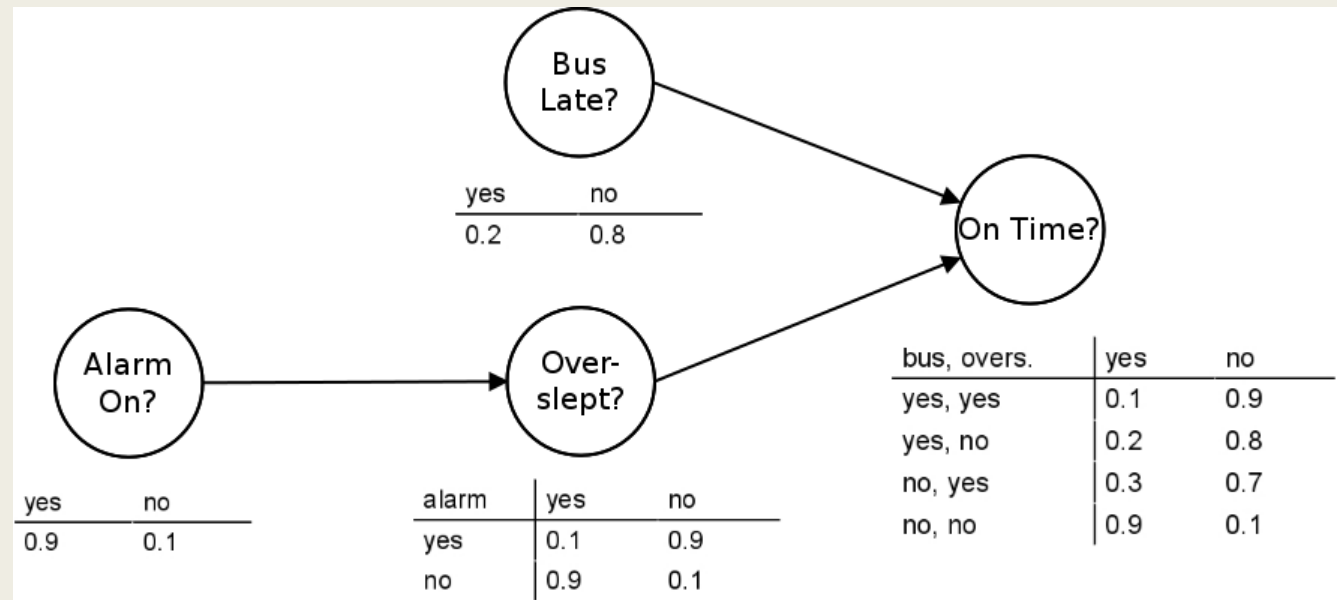 Bus
Late?
yes no
0.2 0.8
On Time?
Alarm
On?
yes no
0.9 0.1
Over-
slept?
alarm yes no
yes 0.1 0.9
no 0.9 0.1
bus, overs. yes no
yes, yes 0.1 0.9
yes, no 0.2 0.8
no, yes 0.3 0.7
no, no 0.9 0.1